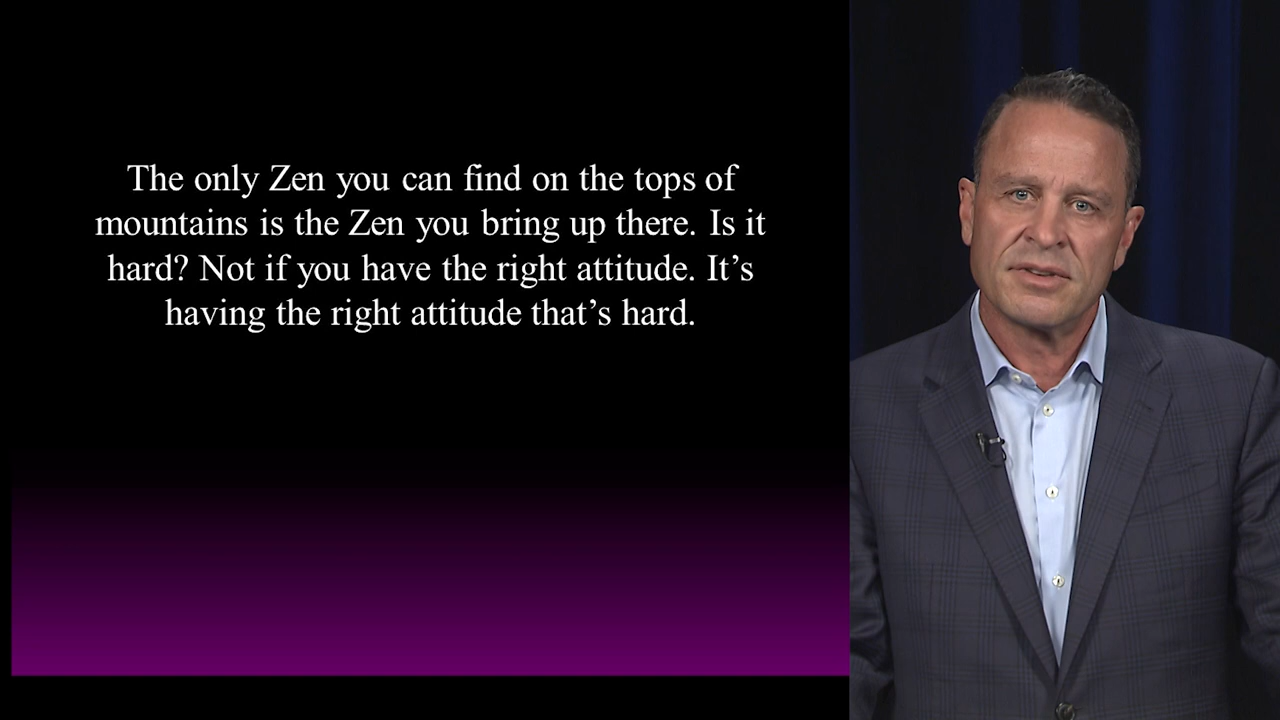 The only Zen you can find on the tops of
mountains is the Zen you bring up there. Is it
hard? Not if you have the right attitude. It’s
having the right attitude that’s hard.